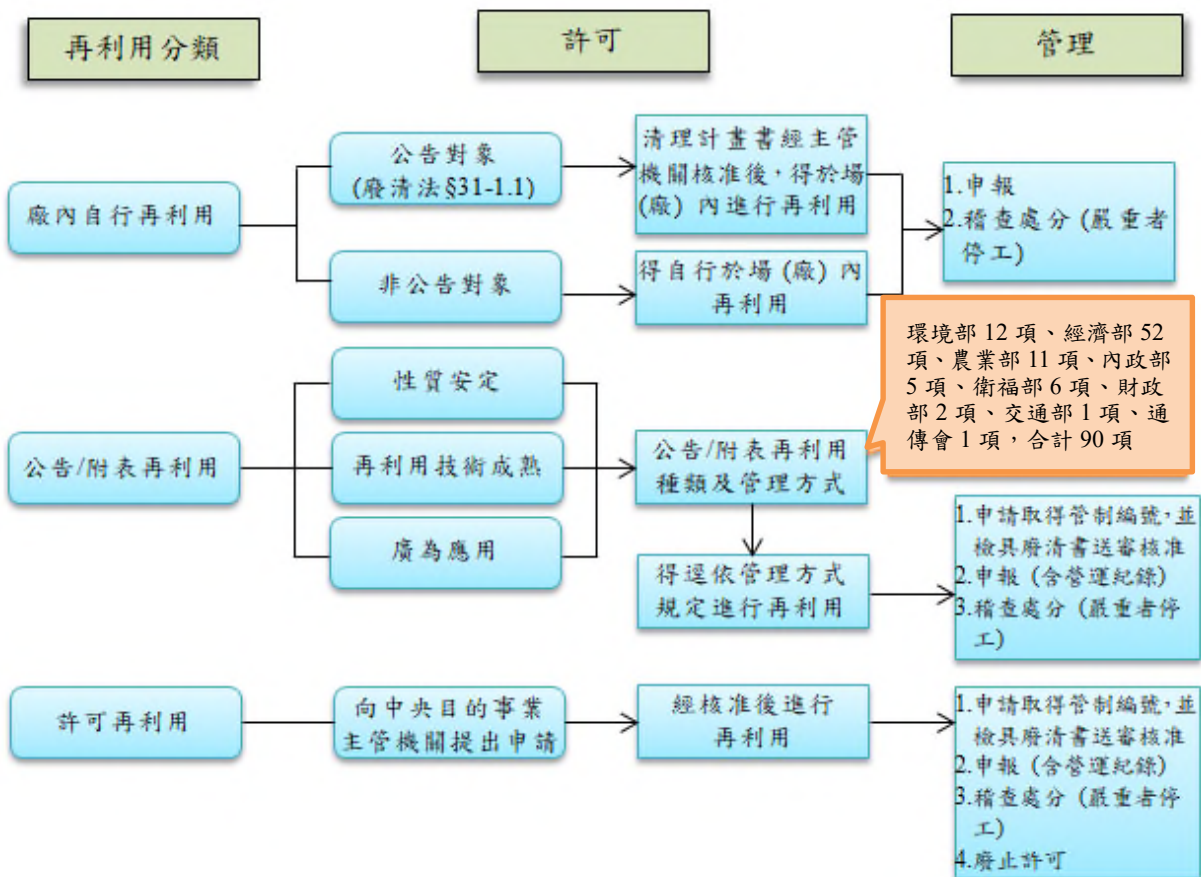 再利用分類
許可
管理
廠內自行再利用
公告對象
(廢清法§31-1.1)
清理計畫書經主管
機關核准後，得於場
(廠) 內進行再利用
非公告對象
得自行於場 (廠) 內
再利用
1.申報
2.稽查處分 (嚴重者
停工)
環境部 12 項、經濟部 52
項、農業部 11 項、內政部
5 項、衛福部 6 項、財政
部 2 項、交通部 1 項、通
傳會 1 項，合計 90 項
公告/附表再利用
性質安定
再利用技術成熟
廣為應用
公告/附表再利用
種類及管理方式
得逕依管理方式
規定進行再利用
1.申請取得管制編號，並
檢具廢清書送審核准
2.申報 (含營運紀錄)
3.稽查處分 (嚴重者停
工)
許可再利用
向中央目的事業
主管機關提出申請
經核准後進行
再利用
1.申請取得管制編號，並
檢具廢清書送審核准
2.申報 (含營運紀錄)
3.稽查處分 (嚴重者停
工)
4.廢止許可